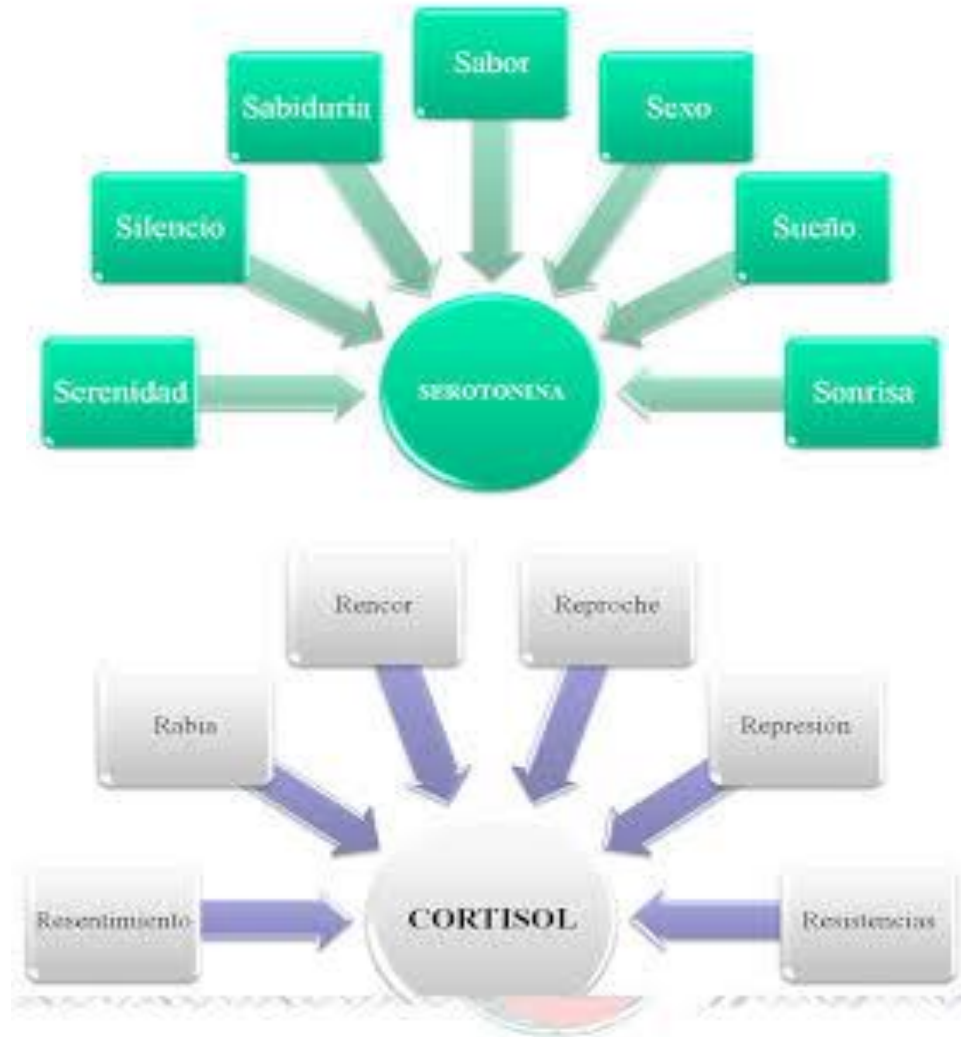 Sabor
Sabiduria
Sexo
Silencio
Sueño
Serenidad
SEROTONINA
Sonrisa
Rencor
Reproche
Rabia
Represión
Resentimiento
CORTISOL
Resistencias